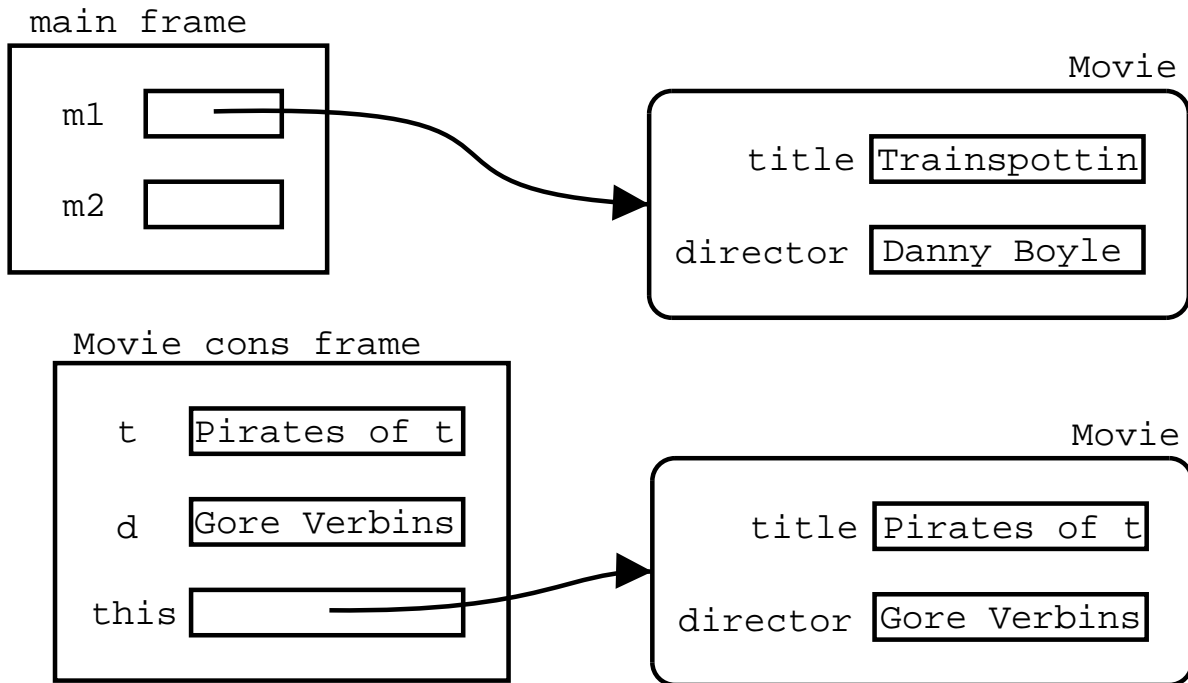 main frame
m1
m2
Movie
title Trainspottin
director Danny Boyle
Movie cons frame
t Pirates of t
d Gore Verbins
this
Movie
title Pirates of t
director Gore Verbins